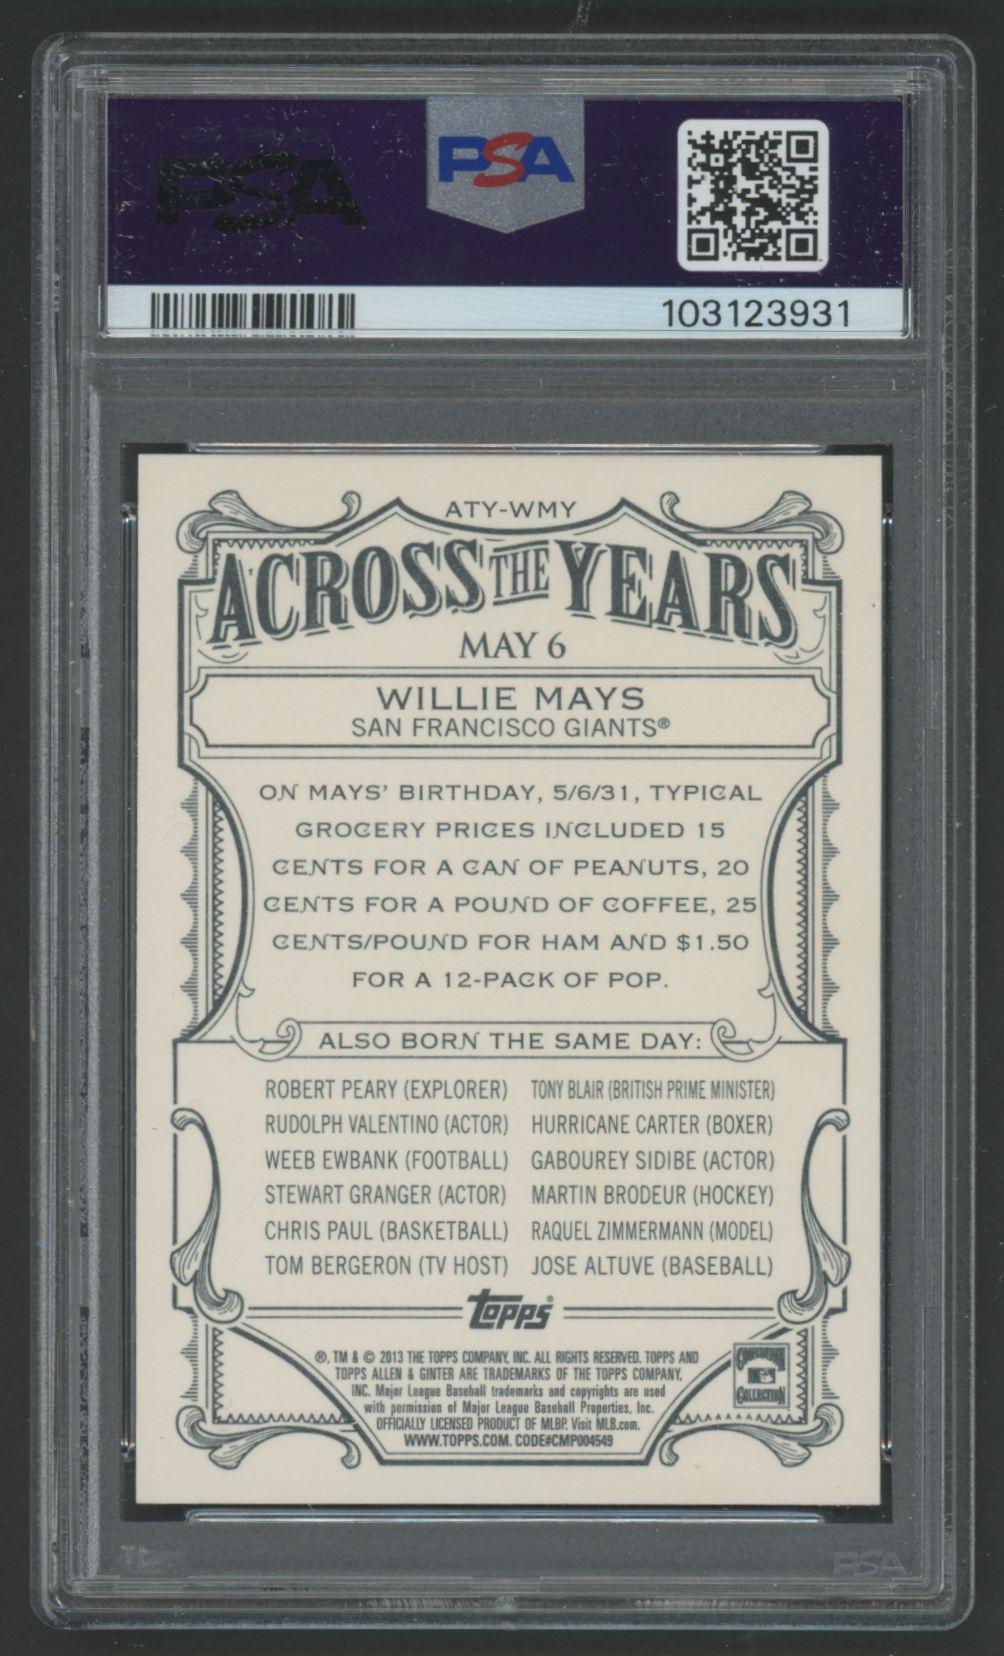 PSA
PSA
103123931
ATY-WMY
ACROSS THE YEARS
MAY 6
WILLIE MAYS
SAN FRANCISCO GIANTS®
ON MAYS' BIRTHDAY, 5/6/31, TYPICAL
GROCERY PRICES INCLUDED 15
CENTS FOR A CAN OF PEANUTS, 20
CENTS FOR A POUND OF COFFEE, 25
CENTS/POUND FOR HAM AND $1.50
FOR A 12-PACK OF POP.
ALSO BORN THE SAME DAY:
ROBERT PEARY (EXPLORER) TONY BLAIR (BRITISH PRIME MINISTER)
RUDOLPH VALENTINO (ACTOR) HURRICANE CARTER (BOXER)
WEEB EWBANK (FOOTBALL) GABOUREY SIDIBE (ACTOR)
STEWART GRANGER (ACTOR) MARTIN BRODEUR (HOCKEY)
CHRIS PAUL (BASKETBALL) RAQUEL ZIMMERMANN (MODEL)
TOM BERGERON (TV HOST) JOSE ALTUVE (BASEBALL)
Topps®
®, TM & © 2013 THE TOPPS COMPANY, INC. ALL RIGHTS RESERVED. TOPPS AND
TOPPS ALLEN & GINTER ARE TRADEMARKS OF THE TOPPS COMPANY,
INC. Major League Baseball trademarks and copyrights are used
with permission of Major League Baseball Properties, Inc.
OFFICIALLY LICENSED PRODUCT OF MLBP. Visit MLB.com.
WWW.TOPPS.COM. CODE#CMP004549
COOPERSTOWN
COLLECTION
PSA